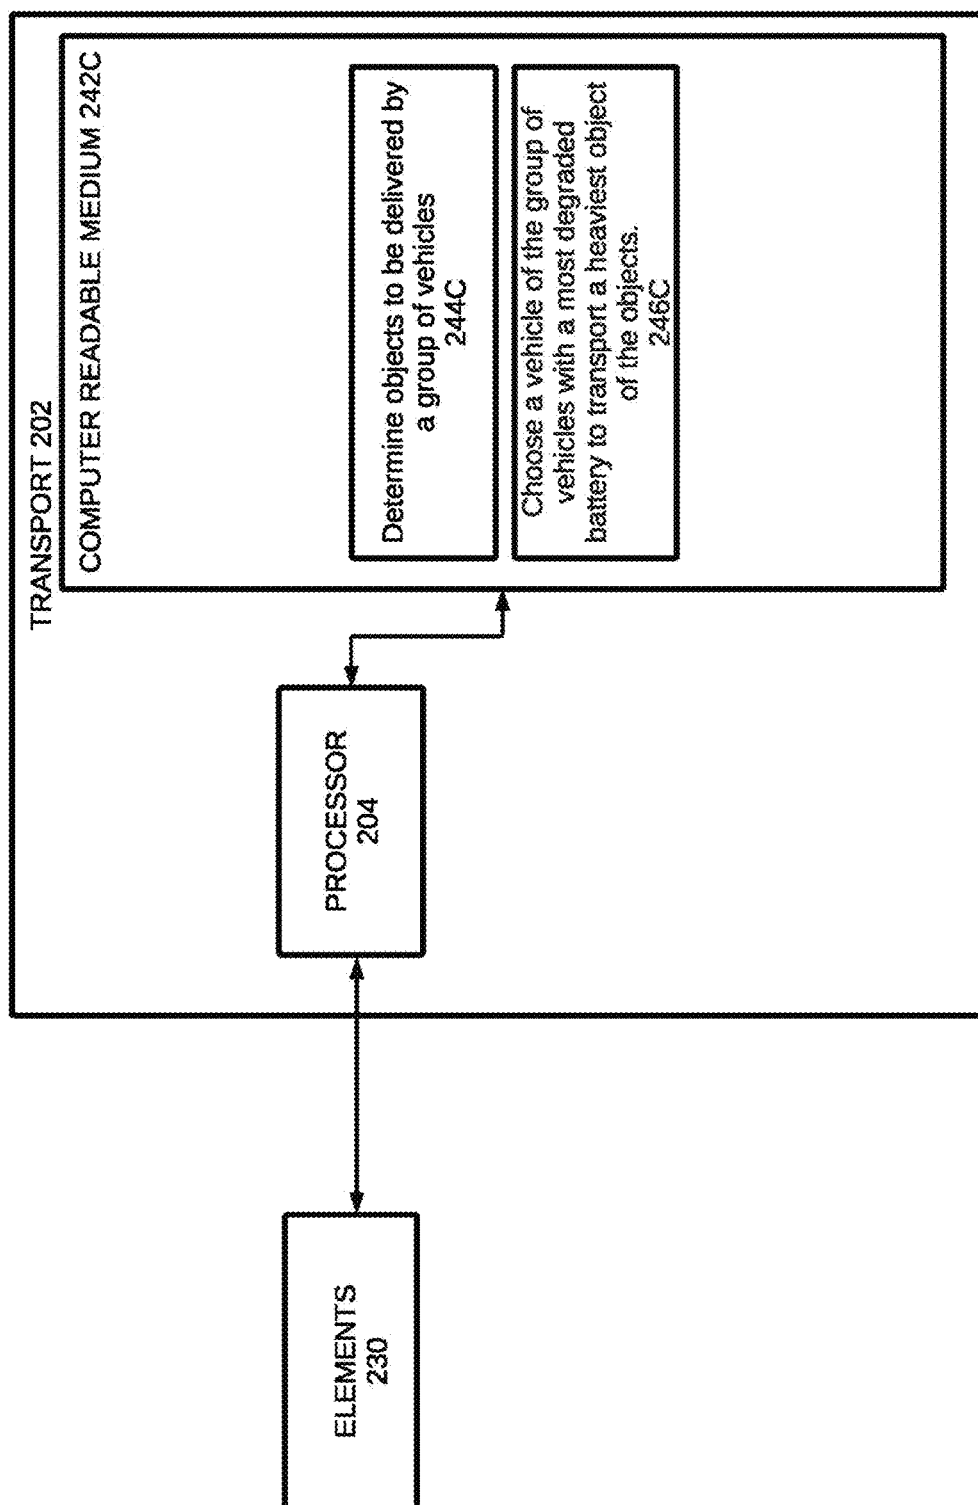 TRANSPORT 202
COMPUTER READABLE MEDIUM 242C
Determine objects to be delivered by
a group of vehicles
244C
Choose a vehicle of the group of
vehicles with a most degraded
battery to transport a heaviest object
of the objects.
246C
PROCESSOR
204
ELEMENTS
230